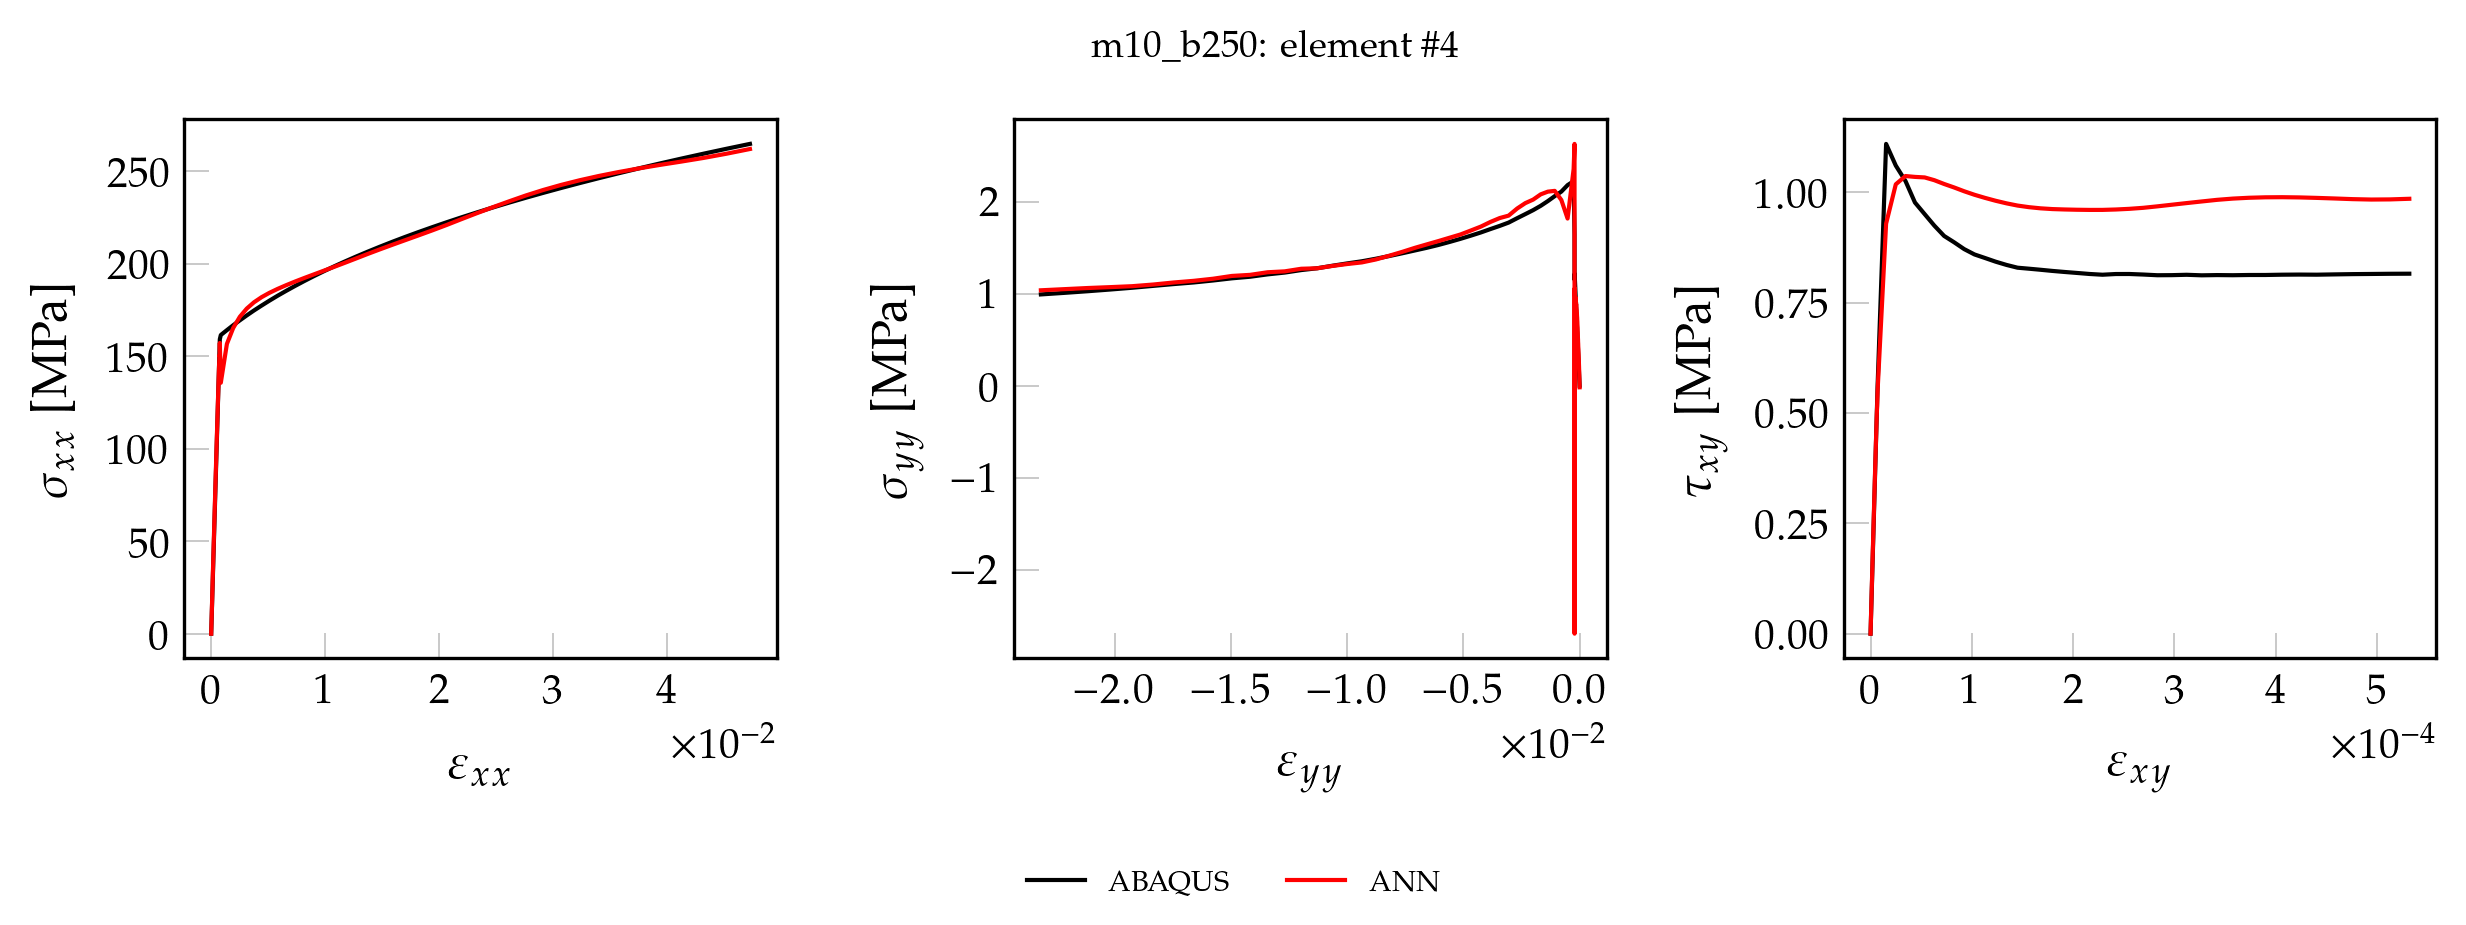 m10_b250: element #4
σxx [MPa]
250
200
150
100
50
0
0 1 2 3 4
×10−2
εxx
σyy [MPa]
2
1
0
−1
−2
−2.0 −1.5 −1.0 −0.5 0.0
×10−2
εyy
τxy [MPa]
1.00
0.75
0.50
0.25
0.00
0 1 2 3 4 5
×10−4
εxy
ABAQUS ANN